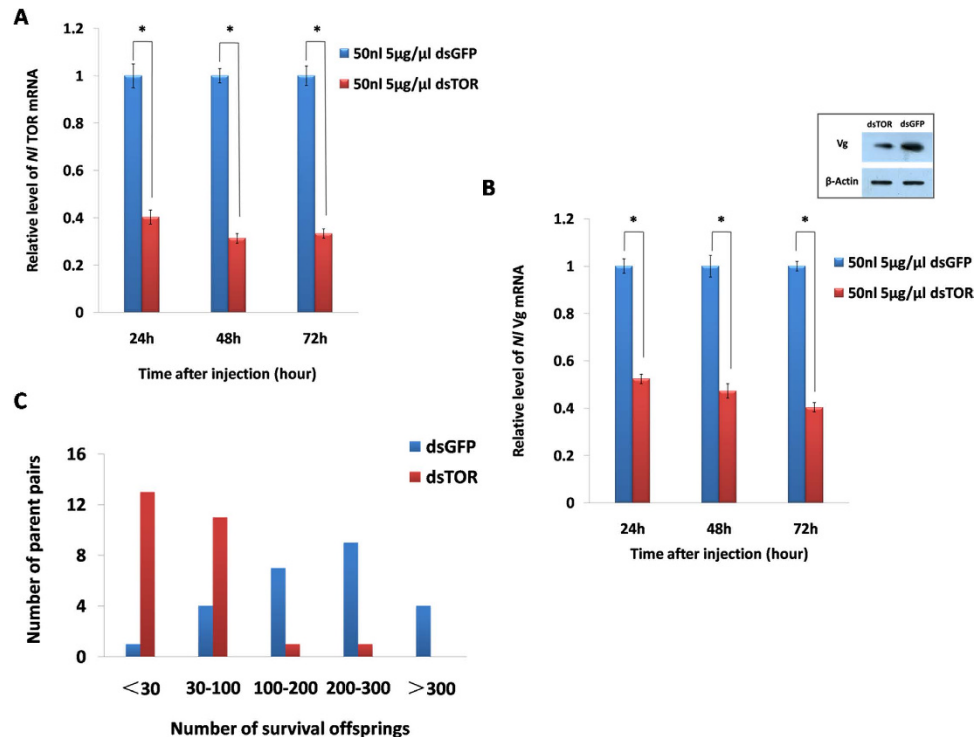 A
Relative level of Nl TOR mRNA
1.2
1
0.8
0.6
0.4
0.2
0
*
*
*
50nl 5μg/μl dsGFP
50nl 5μg/μl dsTOR
24h 48h 72h
Time after injection (hour)
B
dsTOR dsGFP
Vg
β-Actin
Relative level of Nl Vg mRNA
1.2
1
0.8
0.6
0.4
0.2
0
*
*
*
50nl 5μg/μl dsGFP
50nl 5μg/μl dsTOR
24h 48h 72h
Time after injection (hour)
C
Number of parent pairs
16
12
8
4
0
dsGFP
dsTOR
<30 30-100 100-200 200-300 >300
Number of survival offsprings